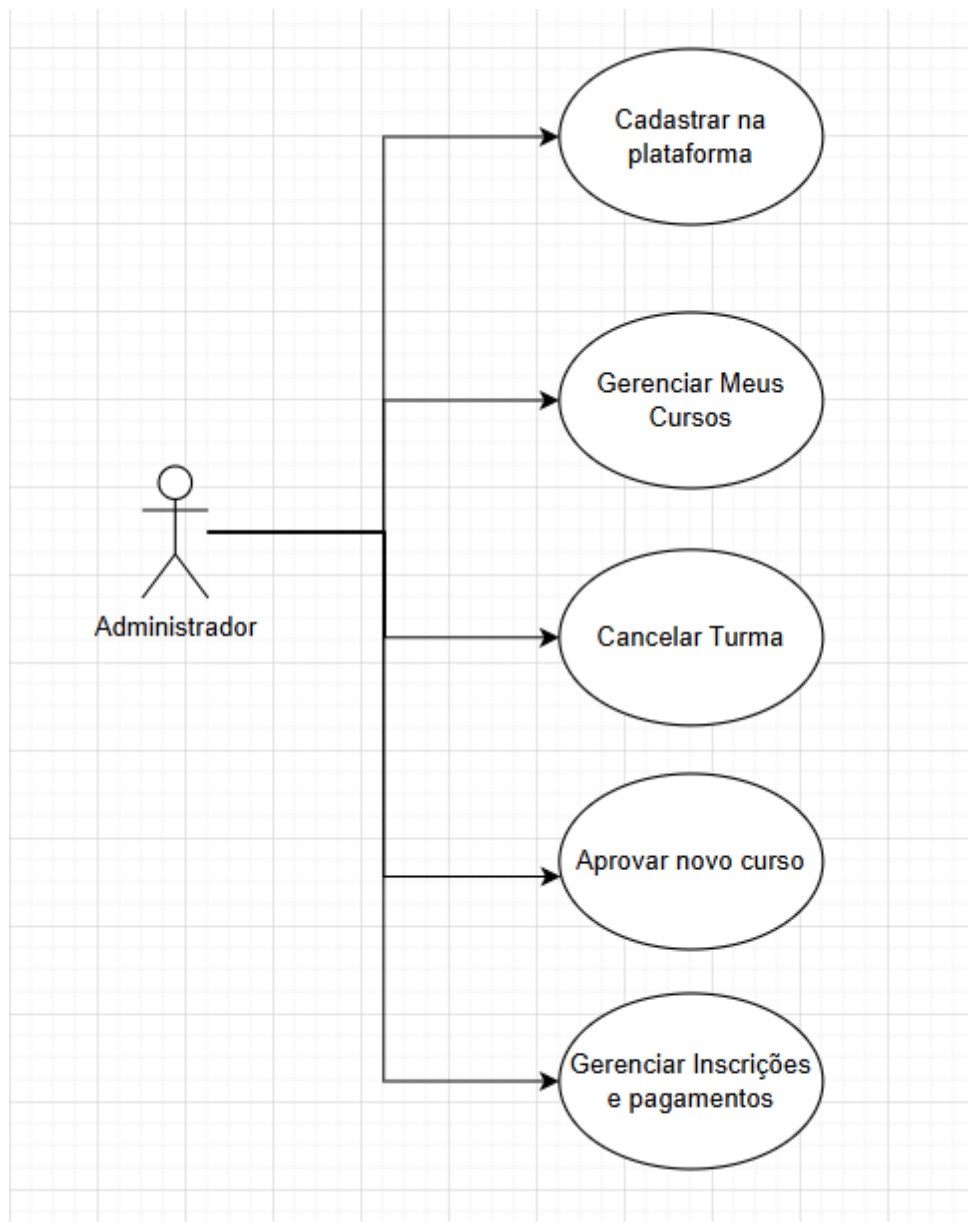 Cadastrar na
plataforma
Gerenciar Meus
Cursos
Administrador
Cancelar Turma
Aprovar novo curso
Gerenciar Inscrições
e pagamentos